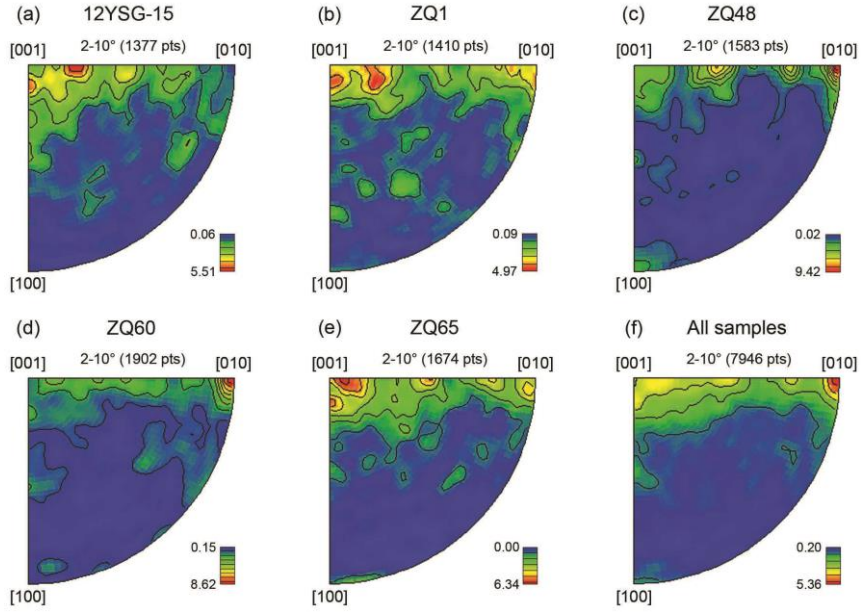 (a) 12YSG-15
[001] 2-10° (1377 pts) [010]
0.06
5.51
[100]
(b) ZQ1
[001] 2-10° (1410 pts) [010]
0.09
4.97
[100]
(c) ZQ48
[001] 2-10° (1583 pts) [010]
0.02
9.42
[100]
(d) ZQ60
[001] 2-10° (1902 pts) [010]
0.15
8.62
[100]
(e) ZQ65
[001] 2-10° (1674 pts) [010]
0.00
6.34
[100]
(f) All samples
[001] 2-10° (7946 pts) [010]
0.20
5.36
[100]